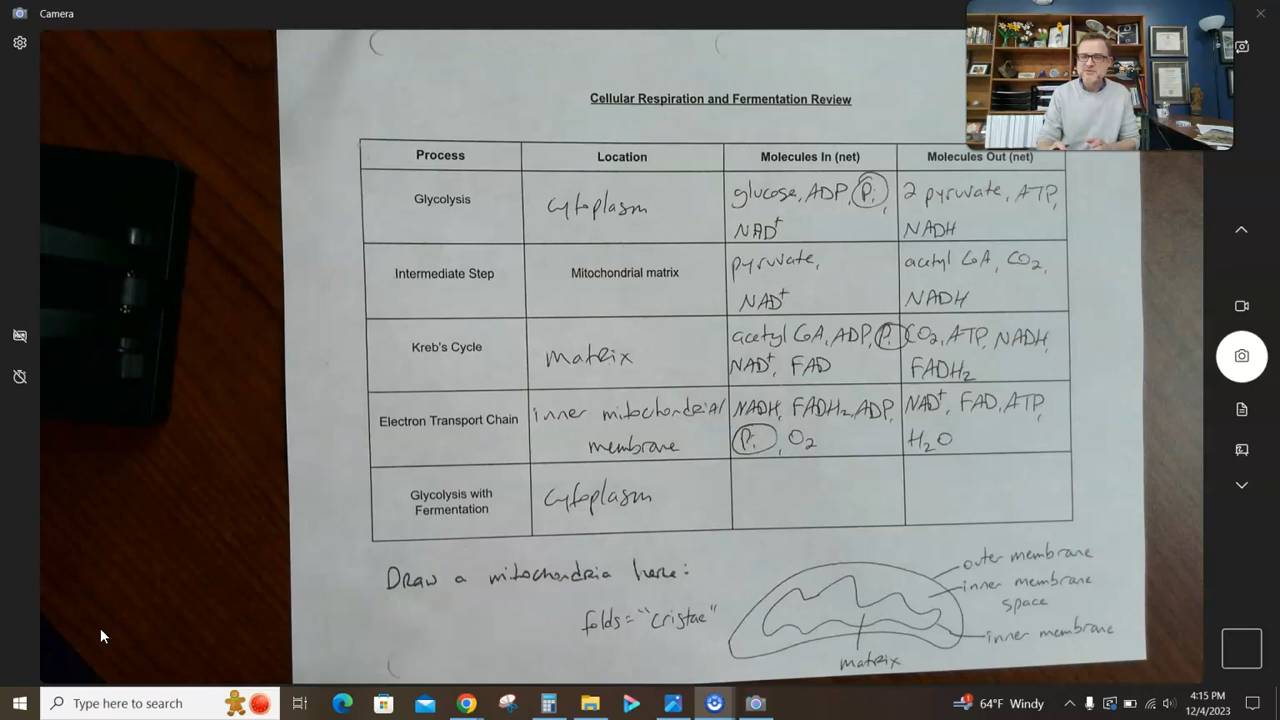 Camera
Cellular Respiration and Fermentation Review
Process Location Molecules In (net) Molecules Out (net)
Glycolysis cytoplasm glucose, ADP, Pi, NAD+ 2 pyruvate, ATP, NADH
Intermediate Step Mitochondrial matrix pyruvate, NAD+ acetyl CoA, CO2, NADH
Kreb's Cycle matrix acetyl CoA, ADP, Pi NAD+, FAD CO2, ATP, NADH, FADH2
Electron Transport Chain inner mitochondrial membrane NADH, FADH2, ADP, Pi, O2 NAD+, FAD, ATP, H2O
Glycolysis with Fermentation cytoplasm
Draw a mitochondria here:
folds = "cristae"
outer membrane
inner membrane
space
inner membrane
matrix
Type here to search
64°F Windy
4:15 PM
12/4/2023